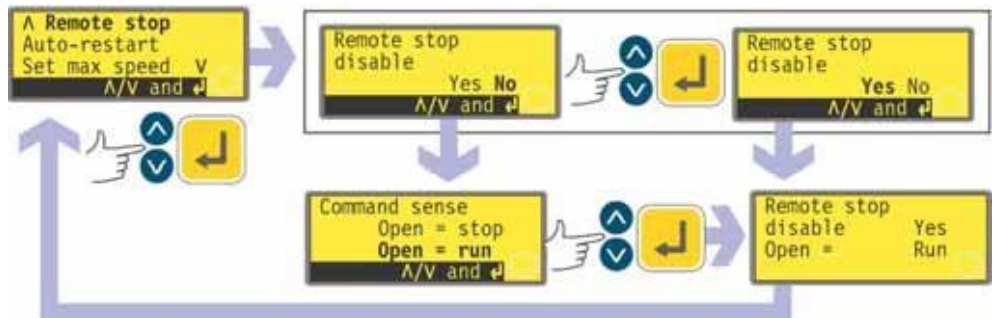 Λ Remote stop
Auto-restart
Set max speed V
Λ/V and ↲
Remote stop
disable
Yes No
Λ/V and ↲
Remote stop
disable
Yes No
Λ/V and ↲
Command sense
Open = stop
Open = run
Λ/V and ↲
Remote stop
disable Yes
Open = Run